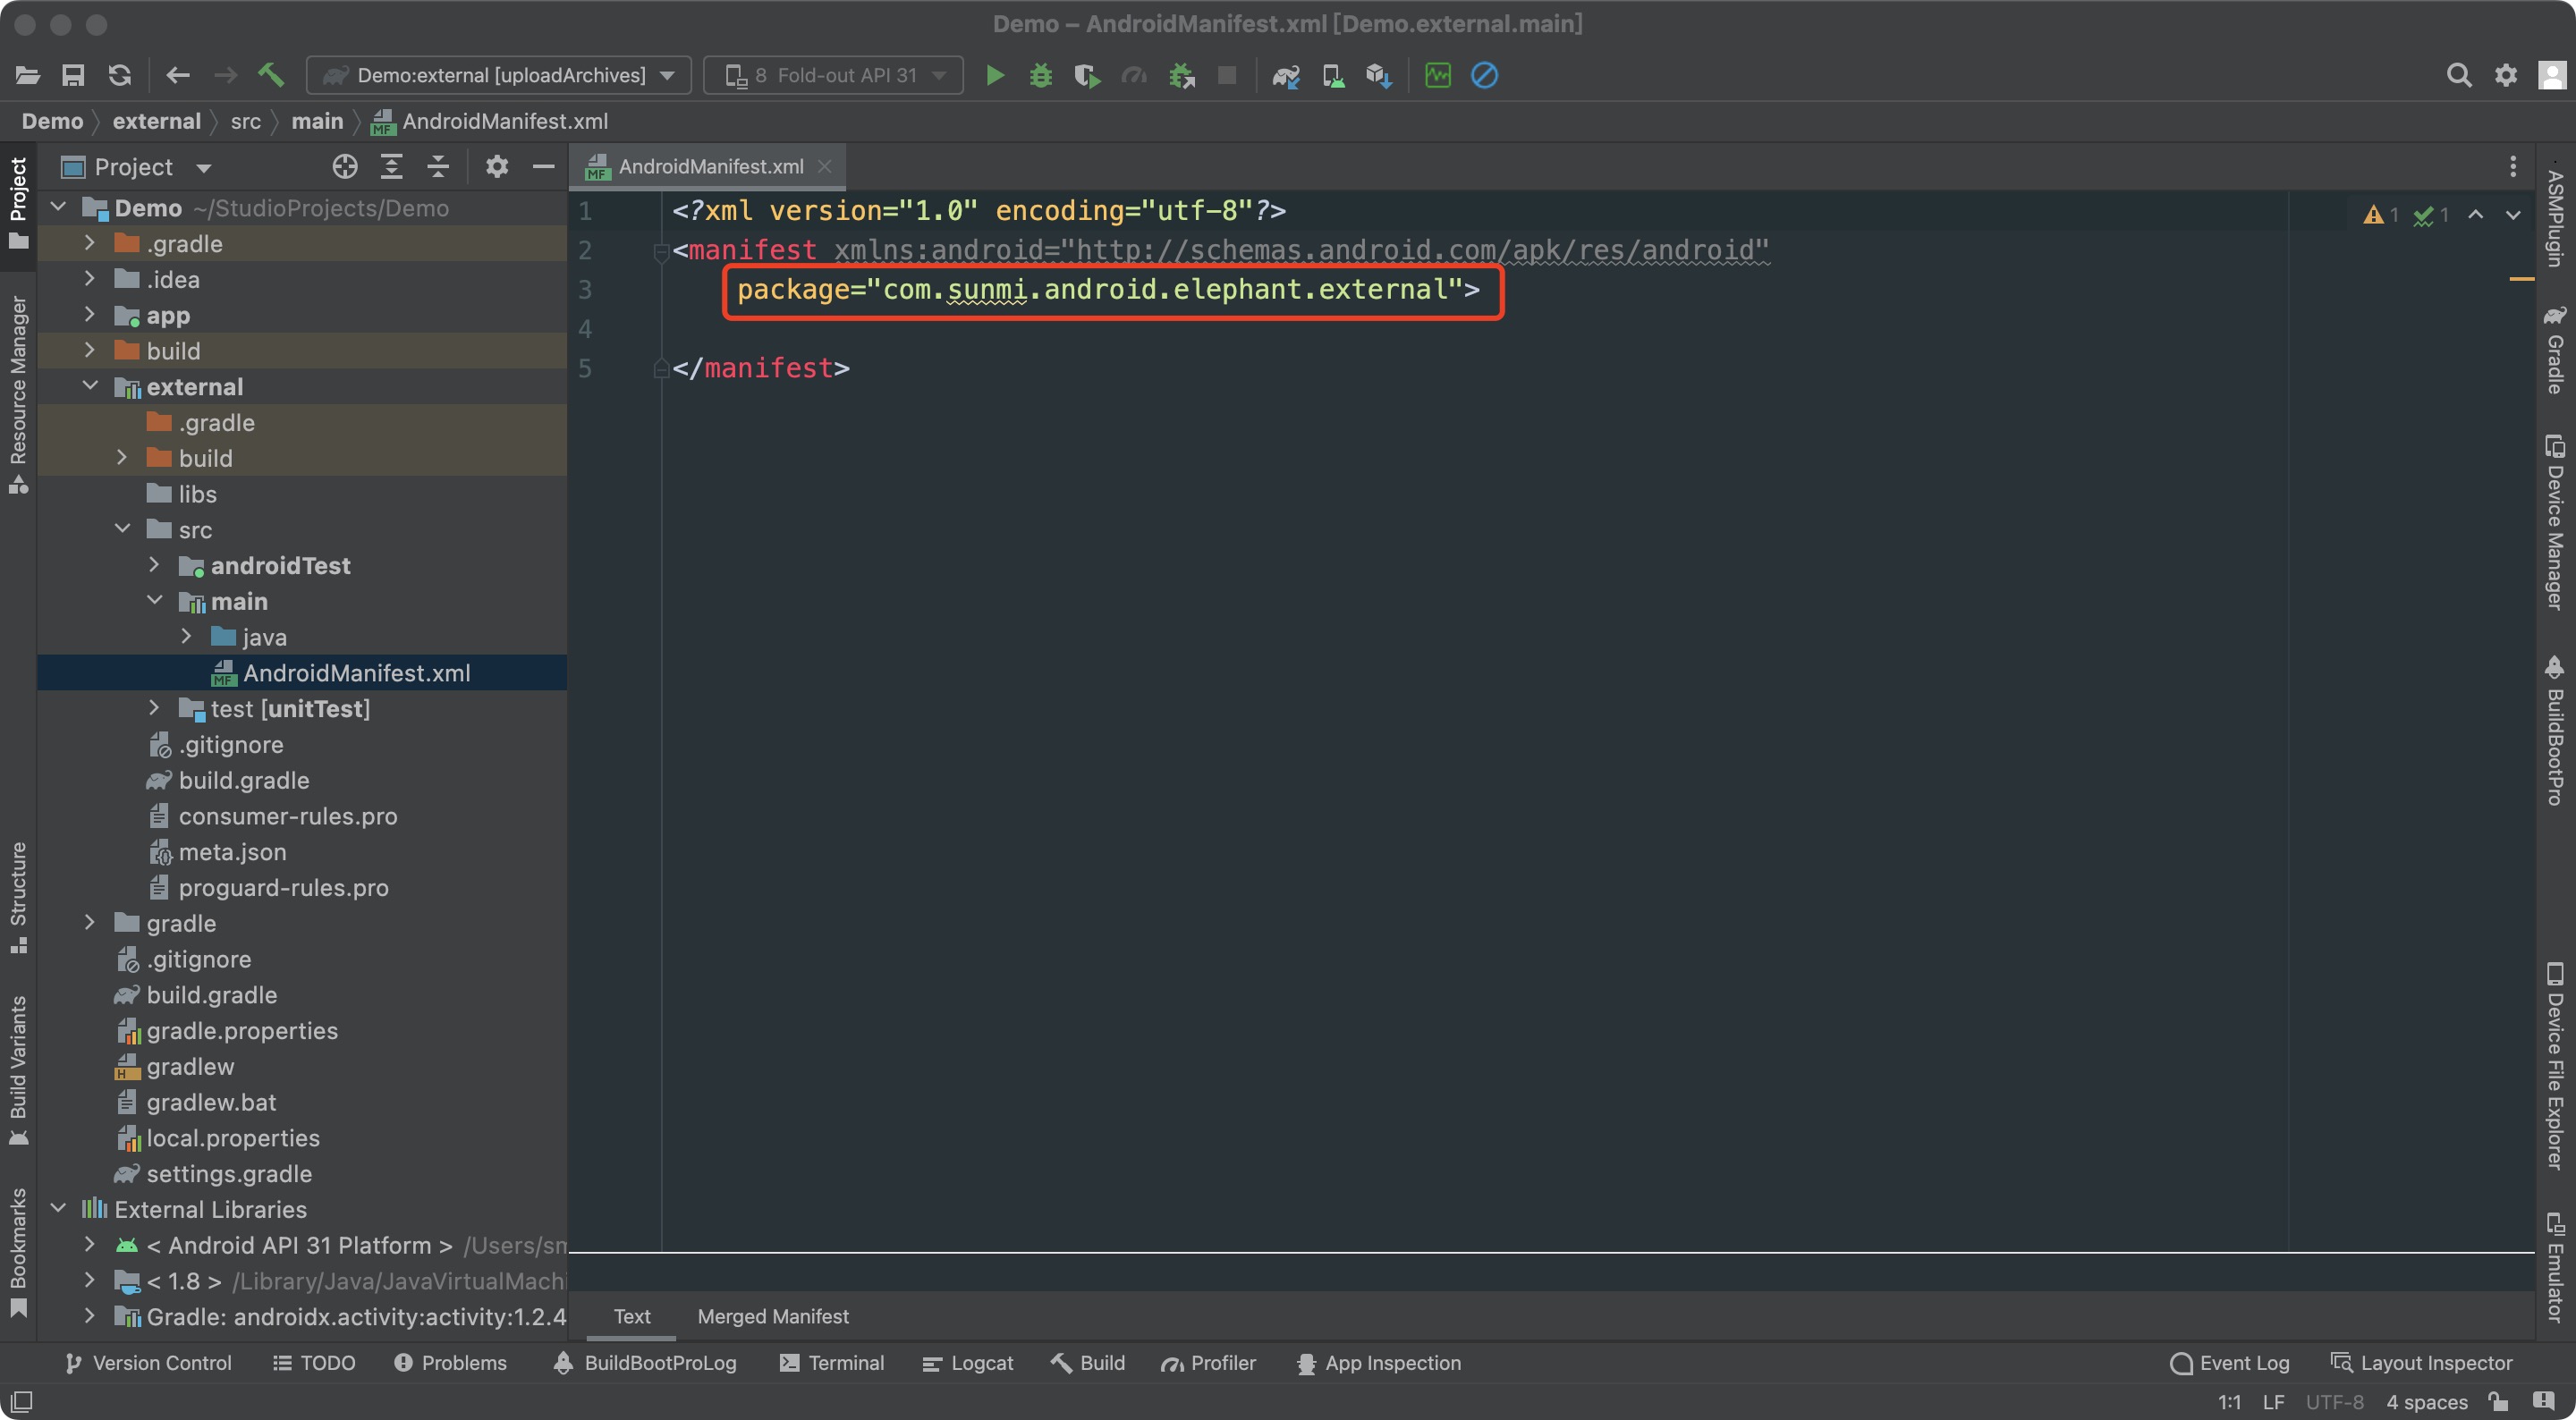 Demo – AndroidManifest.xml [Demo.external.main]
Demo:external [uploadArchives]
8 Fold-out API 31
Demo
external
src
main
AndroidManifest.xml
Project
AndroidManifest.xml
Demo ~/StudioProjects/Demo
.gradle
.idea
app
build
external
.gradle
build
libs
src
androidTest
main
java
AndroidManifest.xml
test [unitTest]
.gitignore
build.gradle
consumer-rules.pro
meta.json
proguard-rules.pro
gradle
.gitignore
build.gradle
gradle.properties
gradlew
gradlew.bat
local.properties
settings.gradle
External Libraries
< Android API 31 Platform > /Users/sm
< 1.8 > /Library/Java/JavaVirtualMachi
Gradle: androidx.activity:activity:1.2.4
1 <?xml version="1.0" encoding="utf-8"?>
2 <manifest xmlns:android="http://schemas.android.com/apk/res/android"
3 package="com.sunmi.android.elephant.external">
4
5 </manifest>
1 1
Text
Merged Manifest
Project
Resource Manager
Structure
Build Variants
Bookmarks
ASMPlugin
Gradle
Device Manager
BuildBootPro
Device File Explorer
Emulator
Version Control
TODO
Problems
BuildBootProLog
Terminal
Logcat
Build
Profiler
App Inspection
Event Log
Layout Inspector
1:1 LF UTF-8 4 spaces